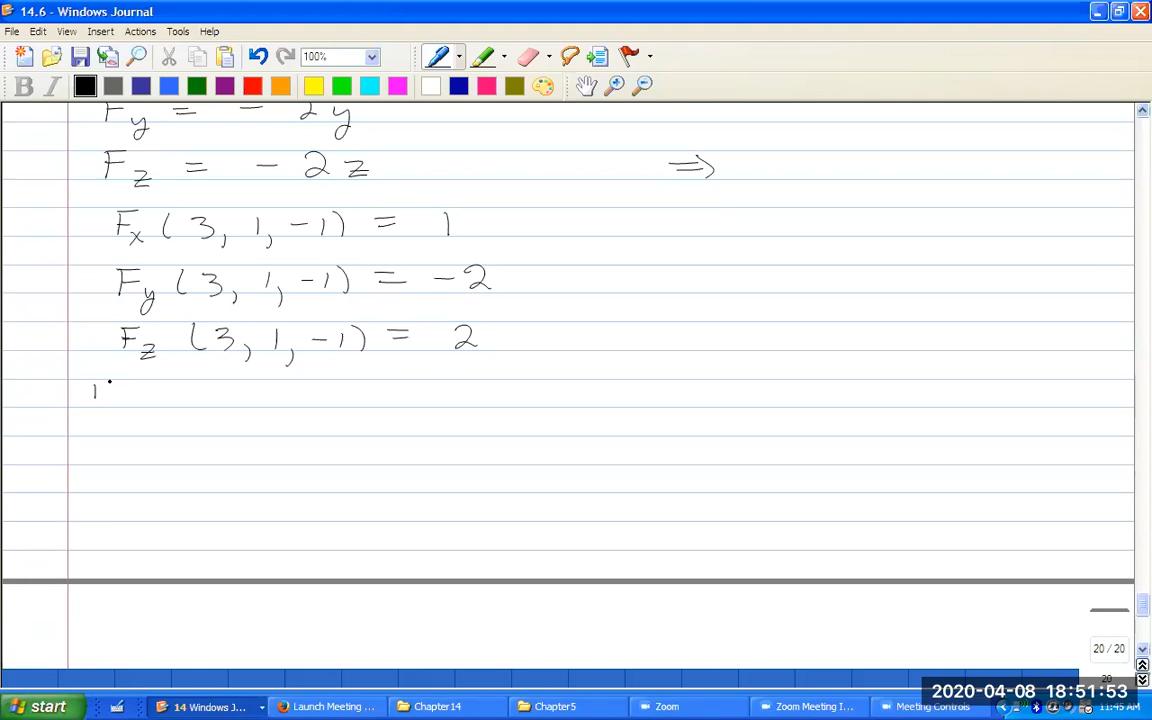 14.6 - Windows Journal
File Edit View Insert Actions Tools Help
100%
B I
Fy = - 2y
Fz = - 2z ⇒
Fx (3, 1, -1) = 1
Fy (3, 1, -1) = -2
Fz (3, 1, -1) = 2
20 / 20
20
2020-04-08 18:51:53
start 14 Windows J... Launch Meeting ... Chapter14 Chapter5 Zoom Zoom Meeting I... Meeting Controls 11:45 AM